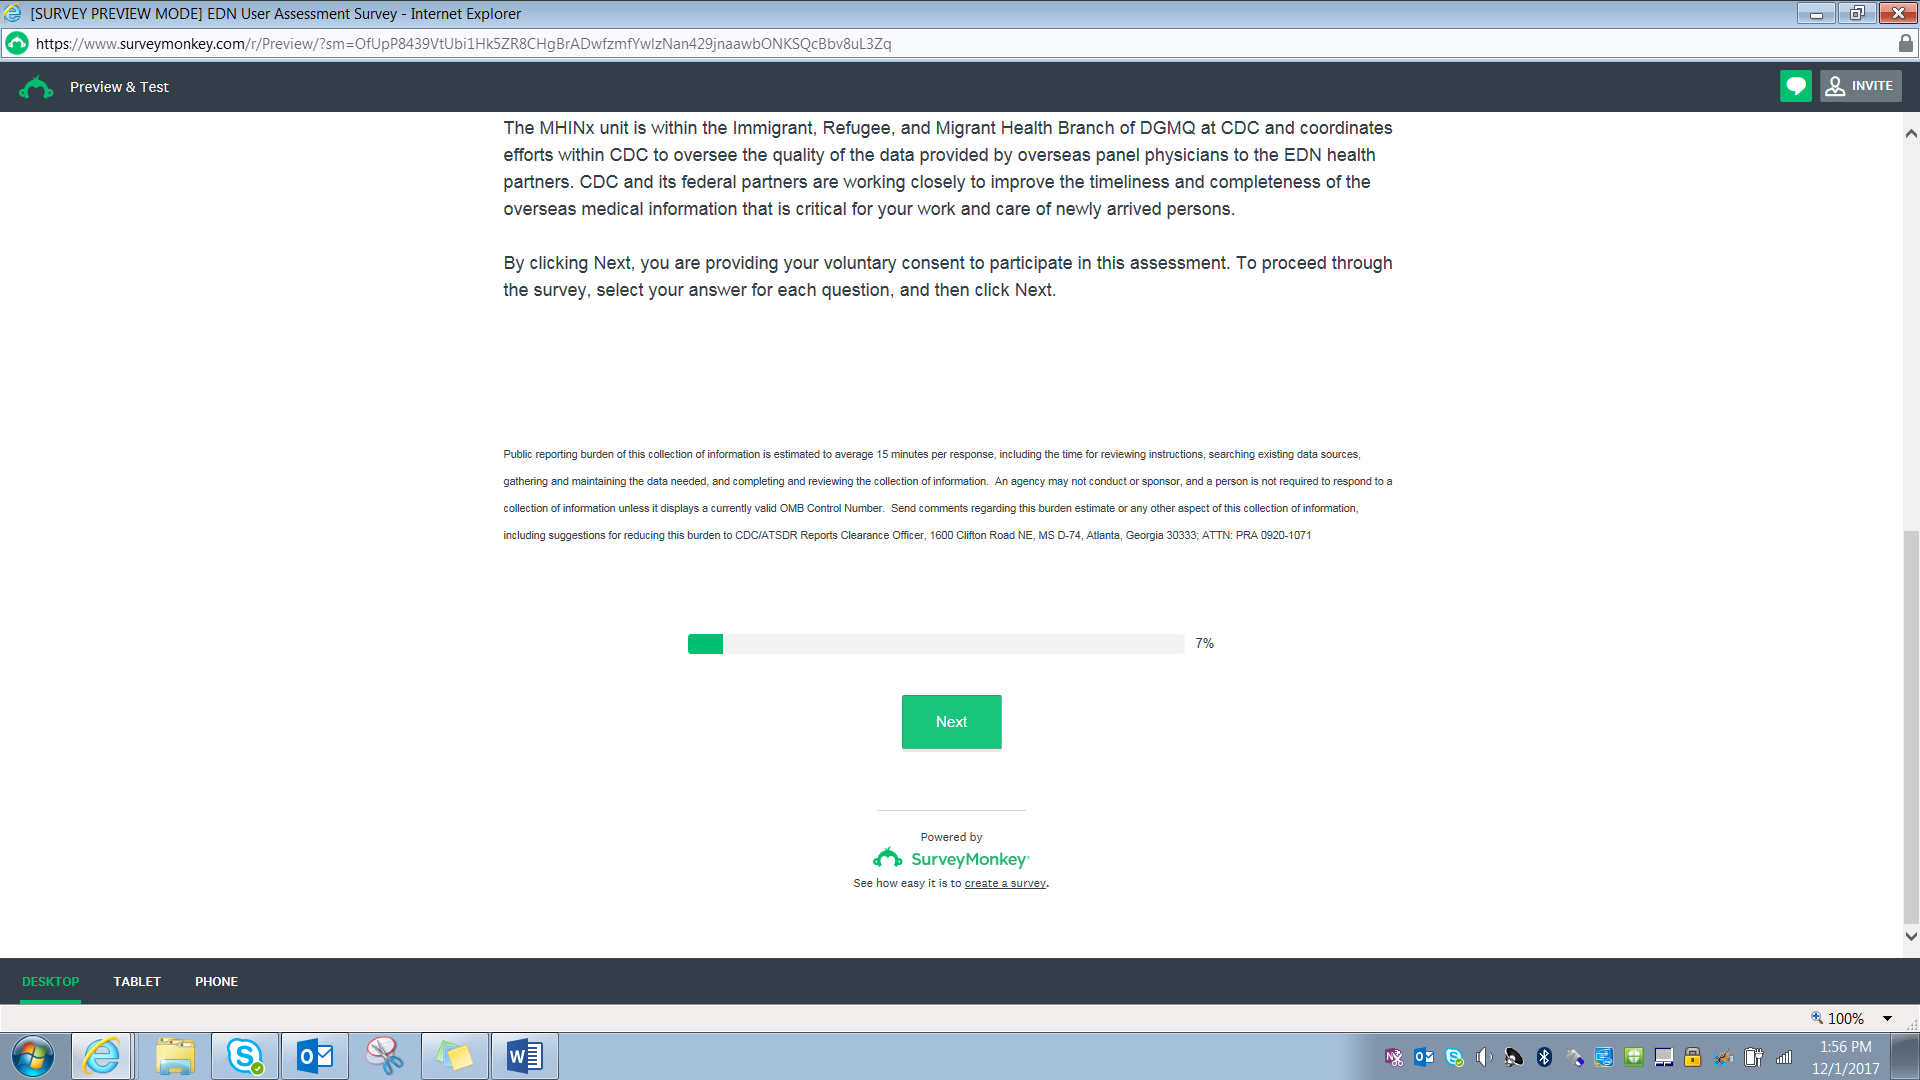 [SURVEY PREVIEW MODE] EDN User Assessment Survey - Internet Explorer
https://www.surveymonkey.com/r/Preview/?sm=OfUpP8439VtUbi1Hk5ZR8CHgBrADwfzmfYwlzNan429jnaawbONKSQcBbv8uL3Zq
Preview & Test
INVITE
The MHINx unit is within the Immigrant, Refugee, and Migrant Health Branch of DGMQ at CDC and coordinates
efforts within CDC to oversee the quality of the data provided by overseas panel physicians to the EDN health
partners. CDC and its federal partners are working closely to improve the timeliness and completeness of the
overseas medical information that is critical for your work and care of newly arrived persons.
By clicking Next, you are providing your voluntary consent to participate in this assessment. To proceed through
the survey, select your answer for each question, and then click Next.
Public reporting burden of this collection of information is estimated to average 15 minutes per response, including the time for reviewing instructions, searching existing data sources,
gathering and maintaining the data needed, and completing and reviewing the collection of information.  An agency may not conduct or sponsor, and a person is not required to respond to a
collection of information unless it displays a currently valid OMB Control Number.  Send comments regarding this burden estimate or any other aspect of this collection of information,
including suggestions for reducing this burden to CDC/ATSDR Reports Clearance Officer, 1600 Clifton Road NE, MS D-74, Atlanta, Georgia 30333; ATTN: PRA 0920-1071
7%
Next
Powered by
SurveyMonkey
See how easy it is to create a survey.
DESKTOP
TABLET
PHONE
100%
1:56 PM
12/1/2017